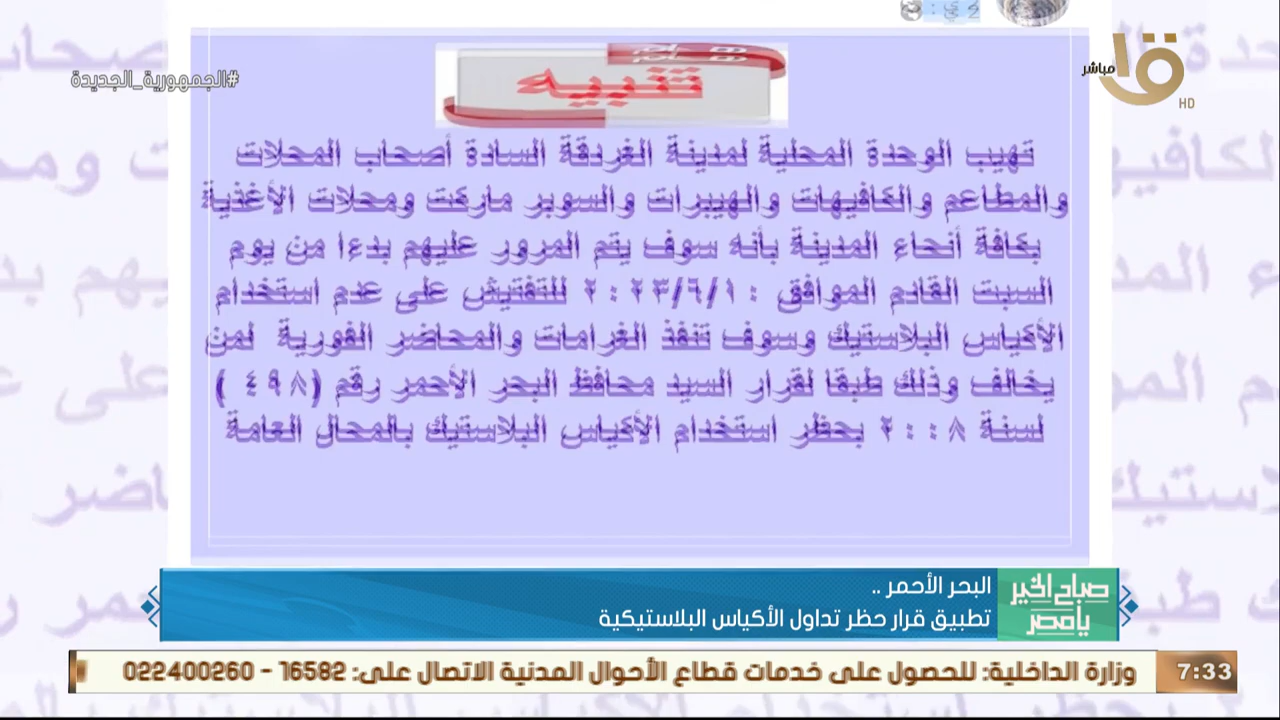 #الجمهورية_الجديدة
مباشر
HD
هـــام
تنبيه
تهيب الوحدة المحلية لمدينة الغردقة السادة أصحاب المحلات
والمطاعم والكافيهات والهيبرات والسوبر ماركت ومحلات الأغذية
بكافة أنحاء المدينة بأنه سوف يتم المرور عليهم بدءا من يوم
السبت القادم الموافق ٢٠٢٣/٦/١٠ للتفتيش على عدم استخدام
الأكياس البلاستيك وسوف تنفذ الغرامات والمحاضر الفورية لمن
يخالف وذلك طبقا لقرار السيد محافظ البحر الأحمر رقم (٤٩٨ )
لسنة ٢٠٠٨ بحظر استخدام الأكياس البلاستيك بالمحال العامة
صباح الخير
يا مصر
البحر الأحمر ..
تطبيق قرار حظر تداول الأكياس البلاستيكية
7:33
وزارة الداخلية: للحصول على خدمات قطاع الأحوال المدنية الاتصال على: 16582 - 022400260